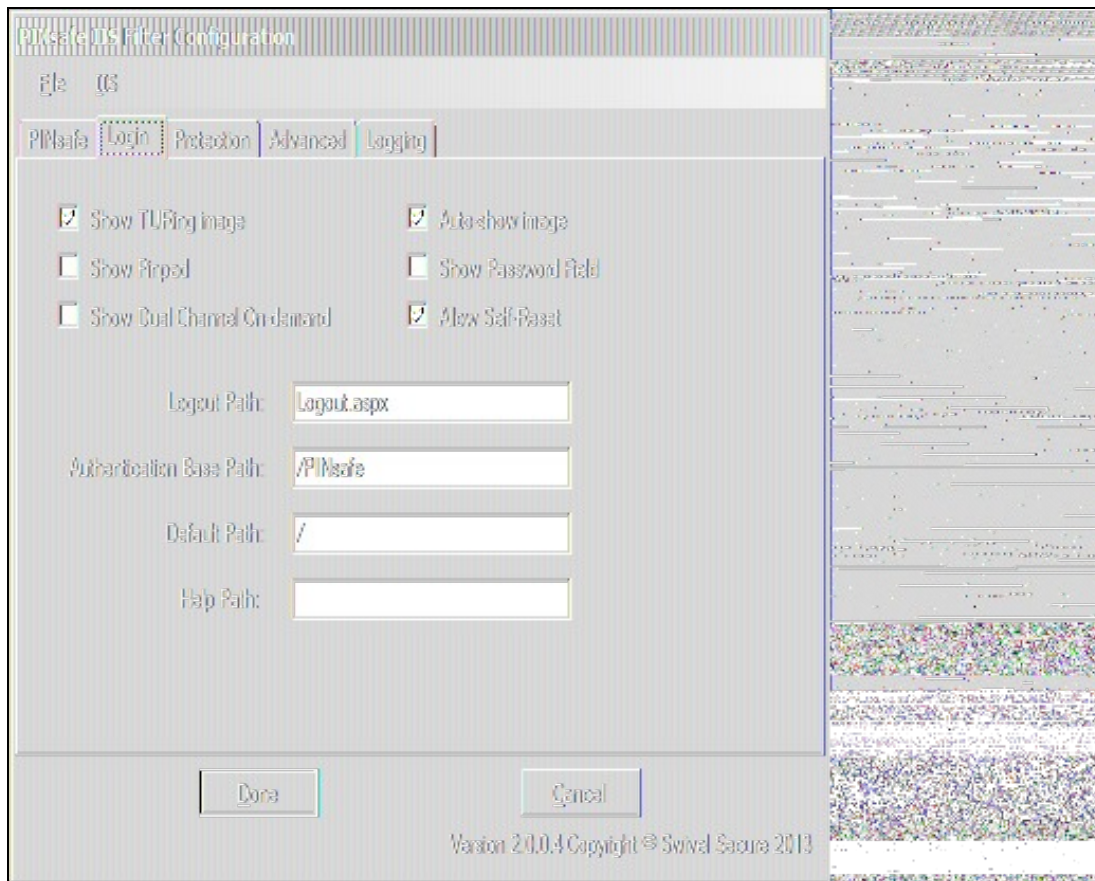 PINsafe IIS Filter Configuration
File OS
PINsafe Login Protection Advanced Logging
Show TURing image Auto-show image
Show Pinpad Show Password Field
Show Dual Channel On-demand Allow Self-Reset
Logout Path: Logout.aspx
Authentication Base Path: /PINsafe
Default Path: /
Help Path:
Done Cancel
Version 2.0.0.4 Copyright © Swivel Secure 2013